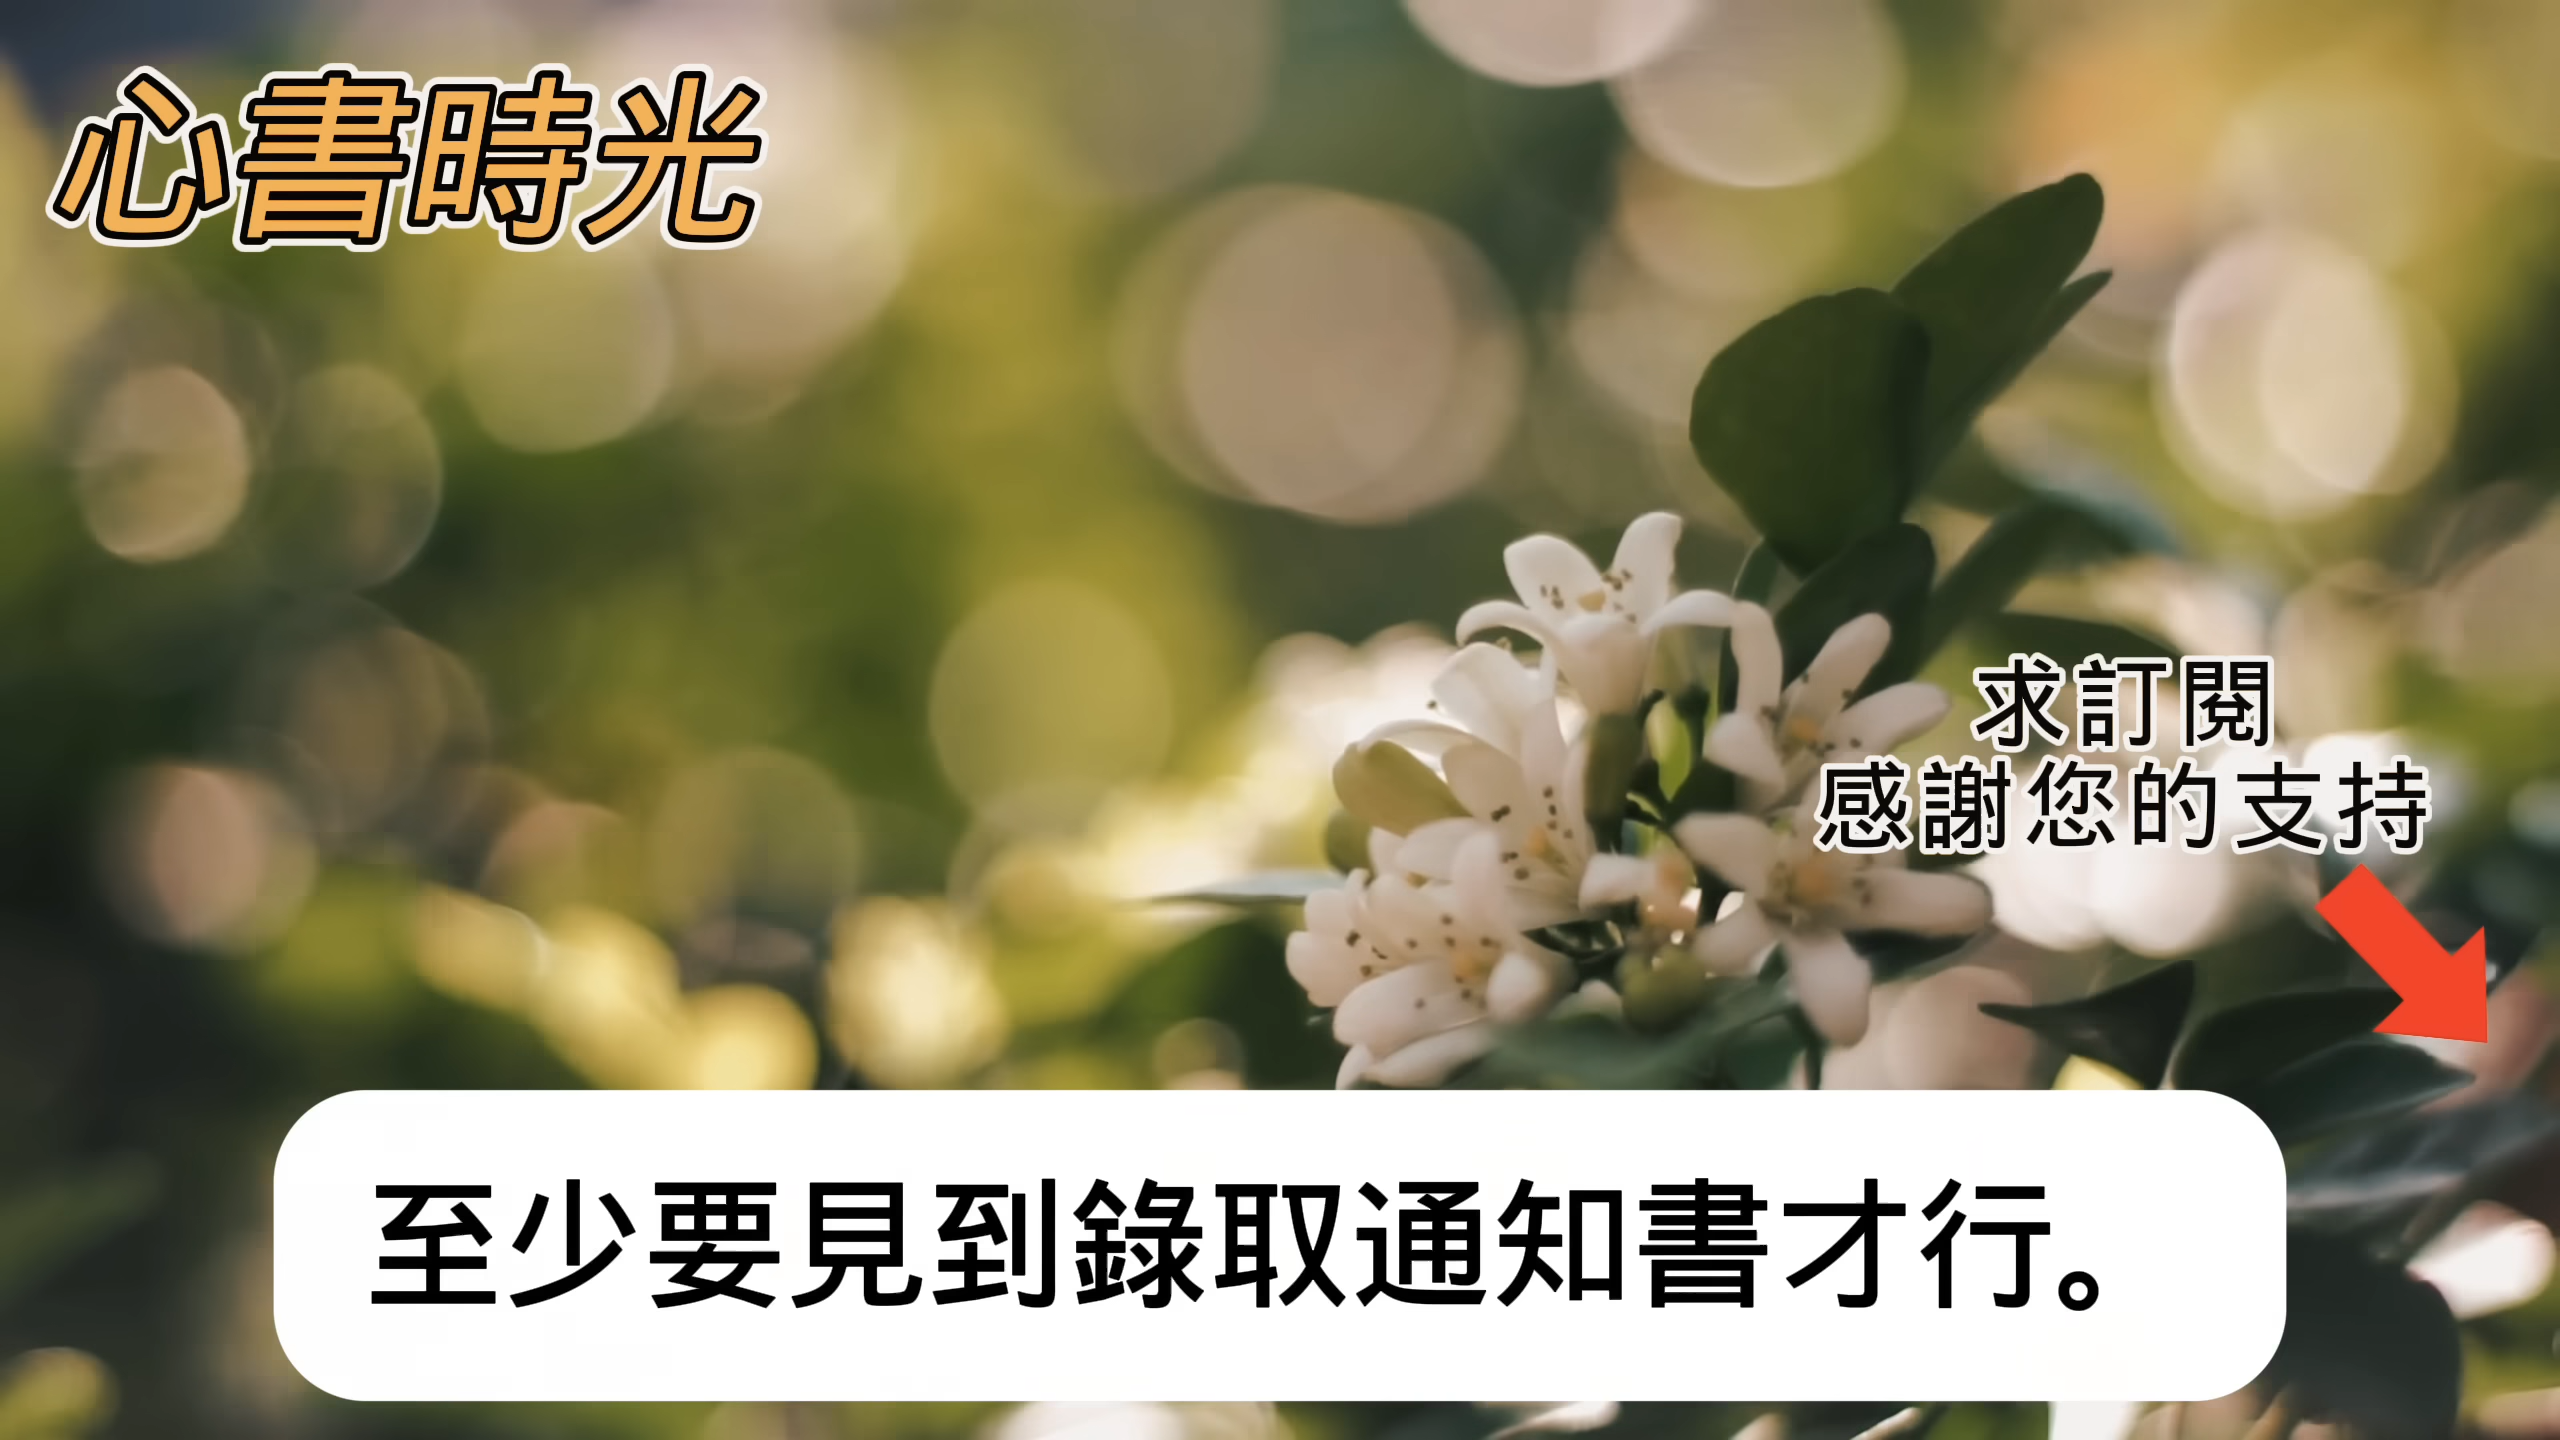 心書時光
求訂閱
感謝您的支持
至少要見到錄取通知書才行。